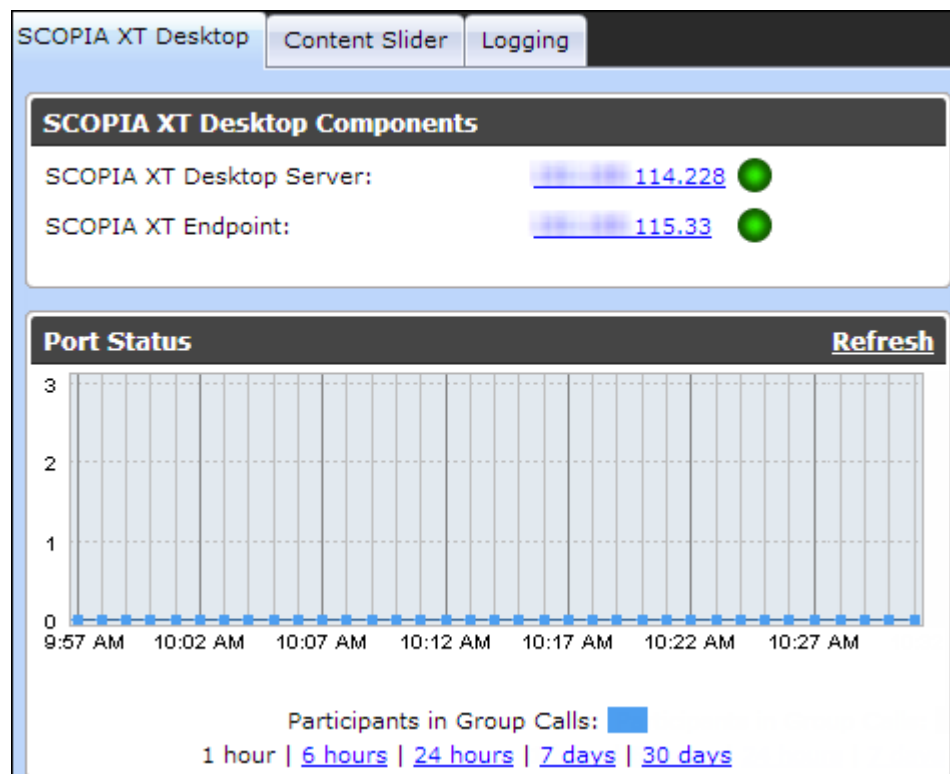 SCOPIA XT Desktop Content Slider Logging
SCOPIA XT Desktop Components
SCOPIA XT Desktop Server: 114.228
SCOPIA XT Endpoint: 115.33
Port Status Refresh
3
2
1
0
9:57 AM 10:02 AM 10:07 AM 10:12 AM 10:17 AM 10:22 AM 10:27 AM
Participants in Group Calls:
1 hour | 6 hours | 24 hours | 7 days | 30 days